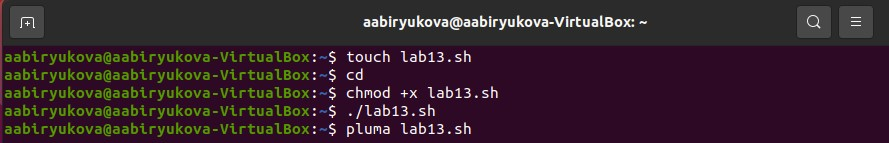 aabiryukova@aabiryukova-VirtualBox: ~
aabiryukova@aabiryukova-VirtualBox:~$ touch lab13.sh
aabiryukova@aabiryukova-VirtualBox:~$ cd
aabiryukova@aabiryukova-VirtualBox:~$ chmod +x lab13.sh
aabiryukova@aabiryukova-VirtualBox:~$ ./lab13.sh
aabiryukova@aabiryukova-VirtualBox:~$ pluma lab13.sh